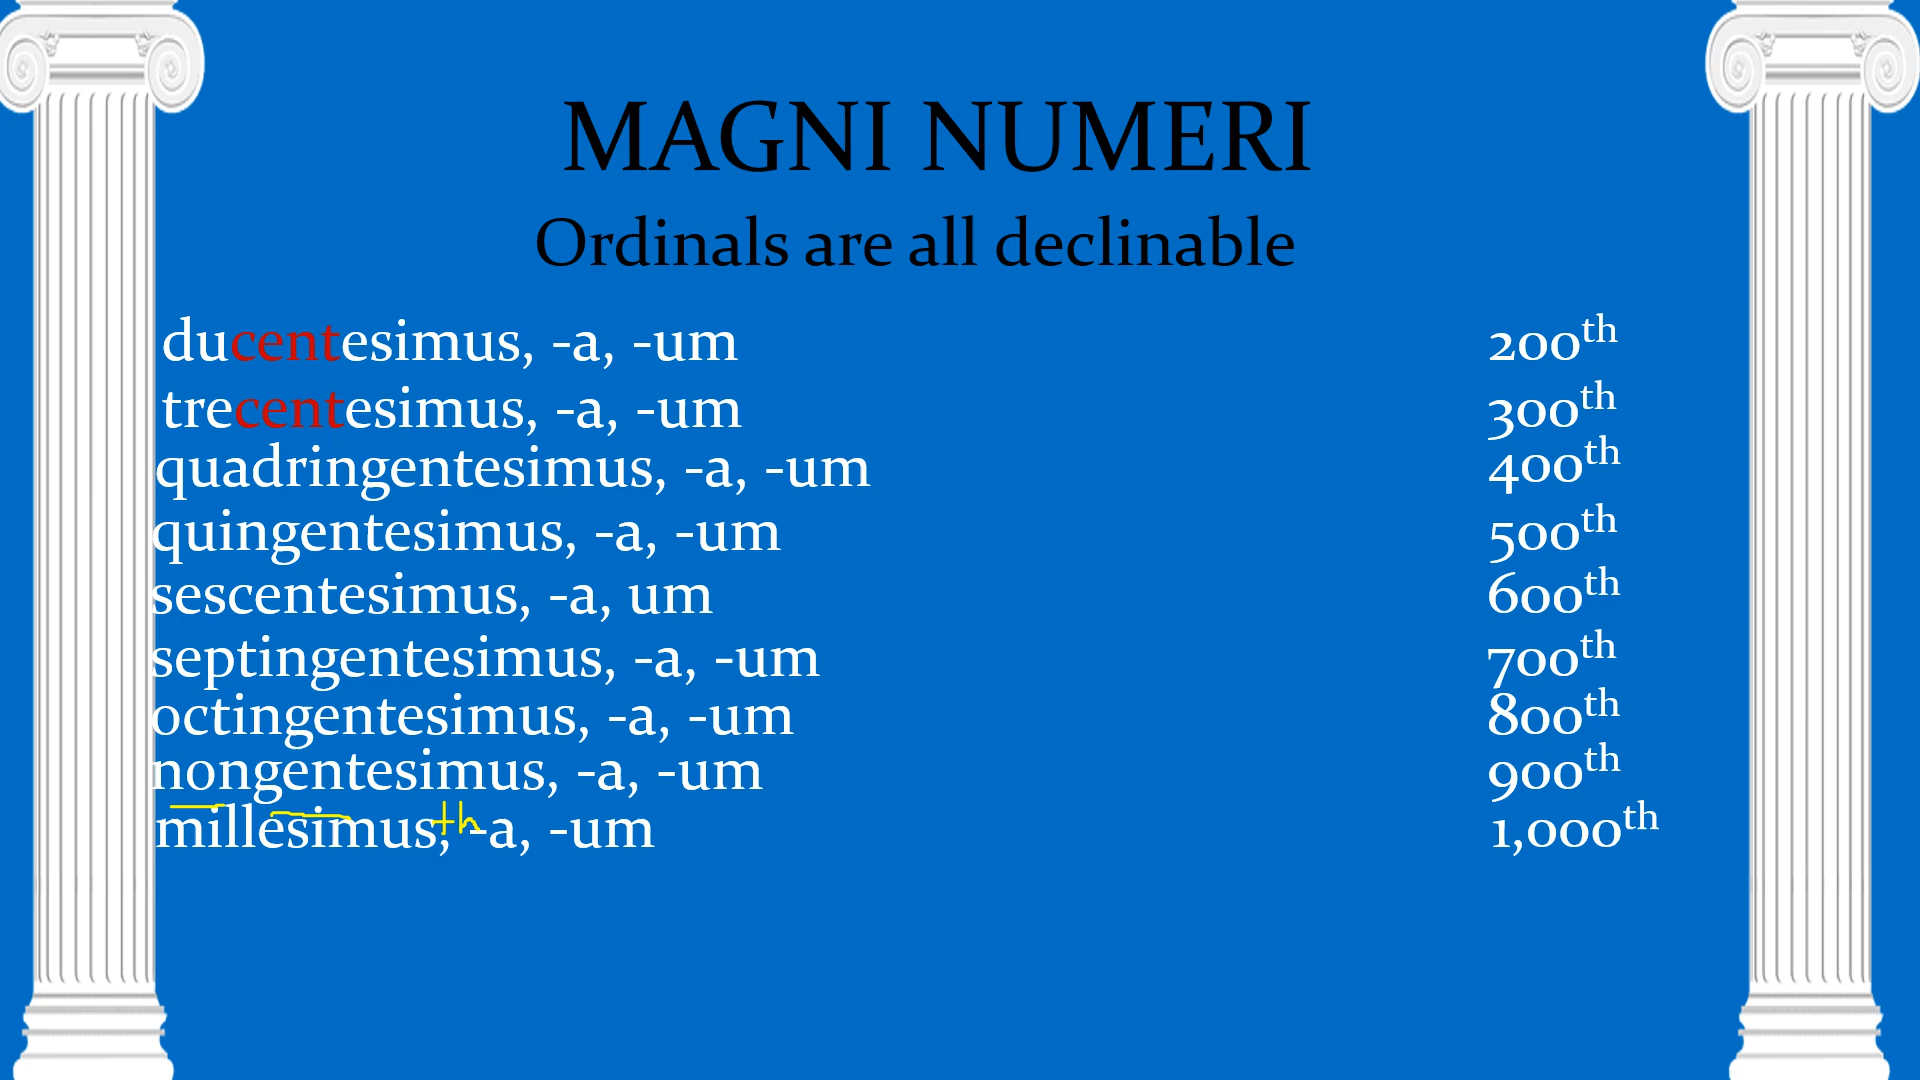 MAGNI NUMERI
Ordinals are all declinable
ducentesimus, -a, -um 200th
trecentesimus, -a, -um 300th
quadringentesimus, -a, -um 400th
quingentesimus, -a, -um 500th
sescentesimus, -a, um 600th
septingentesimus, -a, -um 700th
octingentesimus, -a, -um 800th
nongentesimus, -a, -um 900th
th
millesimus, -a, -um 1,000th